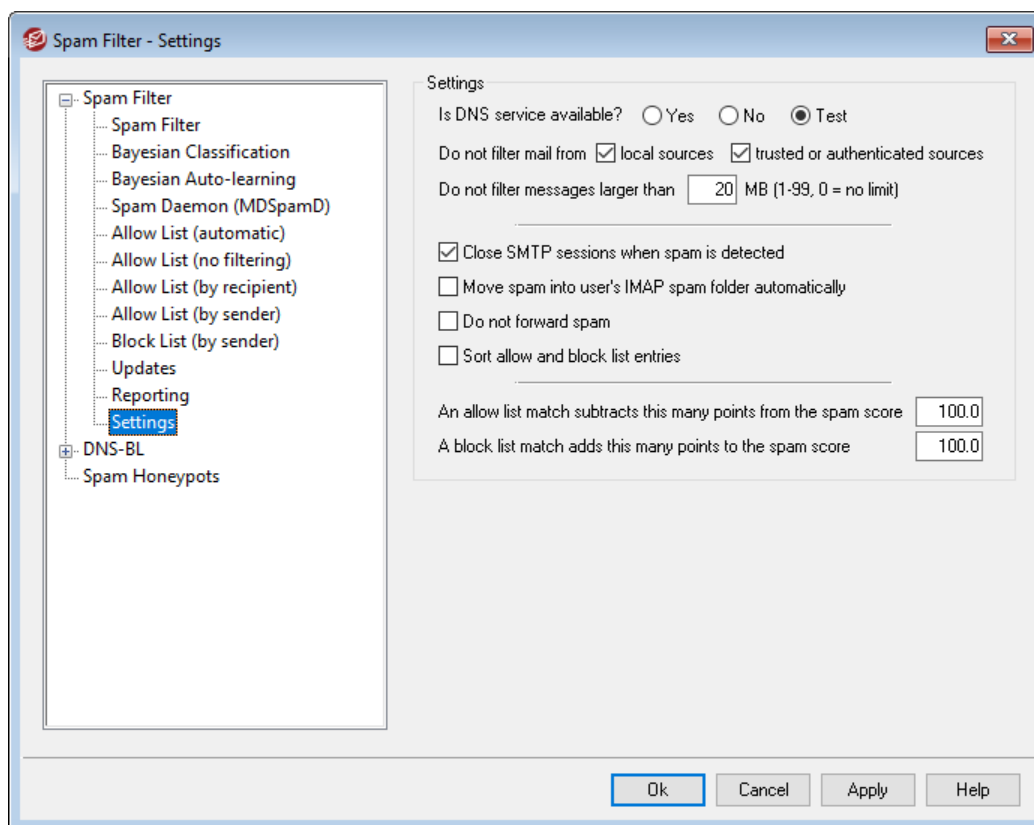 Spam Filter - Settings
Spam Filter
Spam Filter
Bayesian Classification
Bayesian Auto-learning
Spam Daemon (MDSpamD)
Allow List (automatic)
Allow List (no filtering)
Allow List (by recipient)
Allow List (by sender)
Block List (by sender)
Updates
Reporting
Settings
DNS-BL
Spam Honeypots
Settings
Is DNS service available? Yes No Test
Do not filter mail from local sources trusted or authenticated sources
Do not filter messages larger than 20 MB (1-99, 0 = no limit)
Close SMTP sessions when spam is detected
Move spam into user's IMAP spam folder automatically
Do not forward spam
Sort allow and block list entries
An allow list match subtracts this many points from the spam score 100.0
A block list match adds this many points to the spam score 100.0
Ok Cancel Apply Help